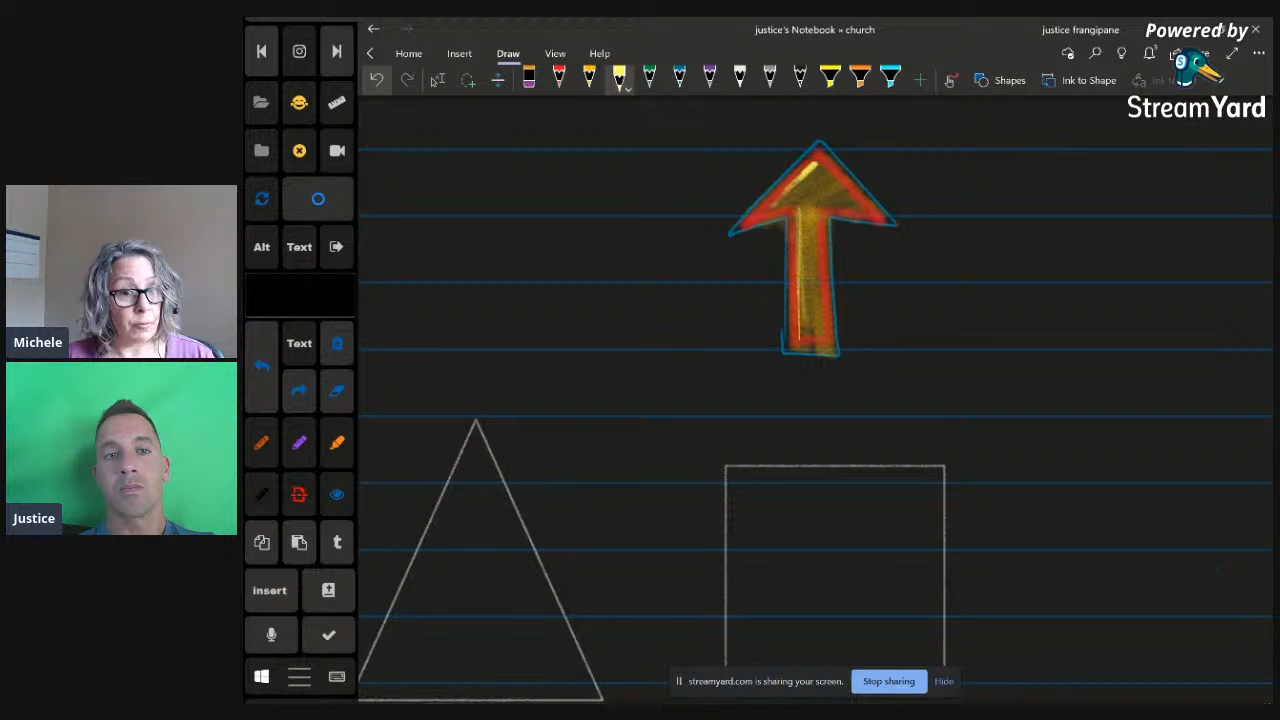 justice's Notebook » church
justice frangipane
Powered by
StreamYard
Home Insert Draw View Help
Shapes
Ink to Shape
Alt Text
Text
insert
t
Michele
Justice
streamyard.com is sharing your screen.
Stop sharing
Hide